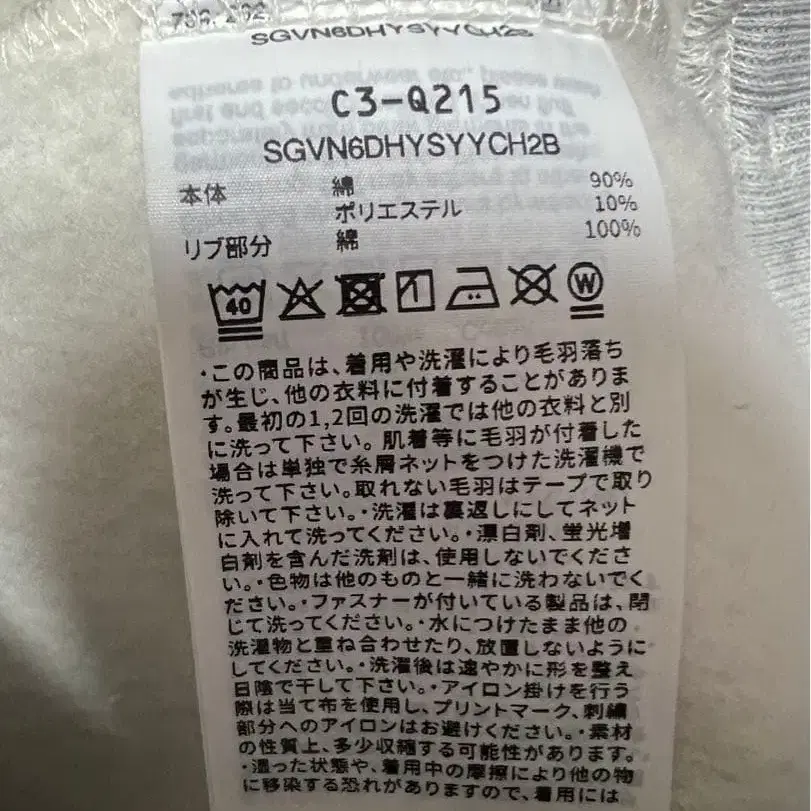 SGVN6DHYSYYCH2B
C3-Q215
SGVN6DHYSYYCH2B
本体 綿 90%
ポリエステル 10%
リブ部分 綿 100%
40 W
・この商品は、着用や洗濯により毛羽落ち
が生じ、他の衣料に付着することがありま
す。最初の1,2回の洗濯では他の衣料と別
に洗って下さい。肌着等に毛羽が付着した
場合は単独で糸屑ネットをつけた洗濯機で
洗って下さい。取れない毛羽はテープで取り
除いて下さい。・洗濯は裏返しにしてネット
に入れて洗ってください。・漂白剤、蛍光増
白剤を含んだ洗剤は、使用しないでくださ
い。・色物は他のものと一緒に洗わないでく
ださい。・ファスナーが付いている製品は、閉
じて洗ってください。・水につけたまま他の
洗濯物と重ね合わせたり、放置しないように
してください。・洗濯後は速やかに形を整え
日陰で干して下さい。・アイロン掛けを行う
際は当て布を使用し、プリントマーク、刺繍
部分へのアイロンはお避けください。・素材
の性質上、多少収縮する可能性があります。
・湿った状態や、着用中の摩擦により他の物
に移染する恐れがありますので、着用には